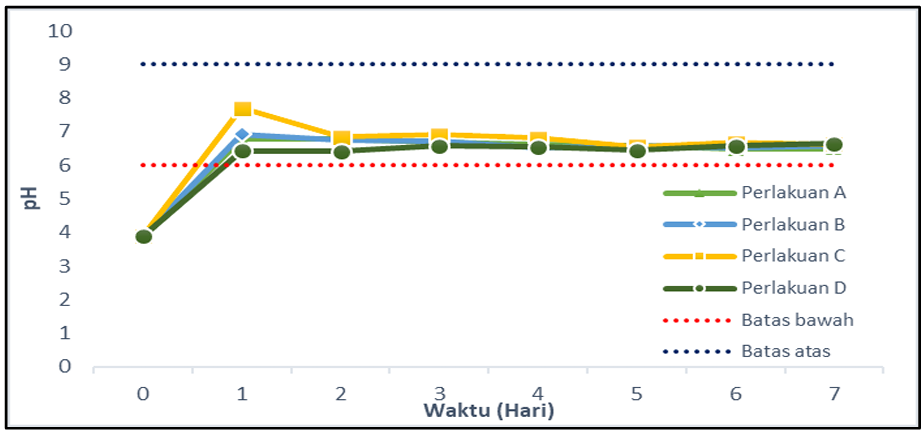 10
9
8
7
6
5
4
3
2
1
0
pH
0 1 2 3 4 5 6 7
Waktu (Hari)
Perlakuan A
Perlakuan B
Perlakuan C
Perlakuan D
Batas bawah
Batas atas